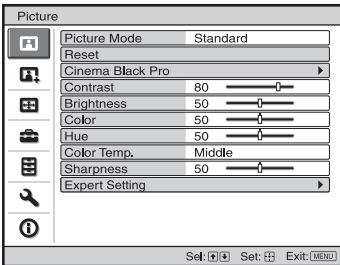 Picture
Picture Mode Standard
Reset
Cinema Black Pro
Contrast 80
Brightness 50
Color 50
Hue 50
Color Temp. Middle
Sharpness 50
Expert Setting
Sel: Set: Exit: MENU